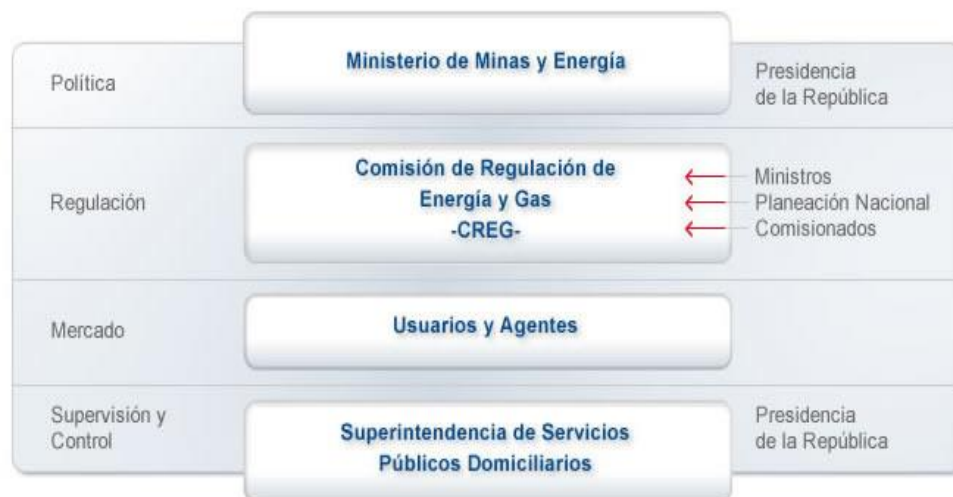 Política
Ministerio de Minas y Energía
Presidencia
de la República
Regulación
Comisión de Regulación de
Energía y Gas
-CREG-
Ministros
Planeación Nacional
Comisionados
Mercado
Usuarios y Agentes
Supervisión y
Control
Superintendencia de Servicios
Públicos Domiciliarios
Presidencia
de la República